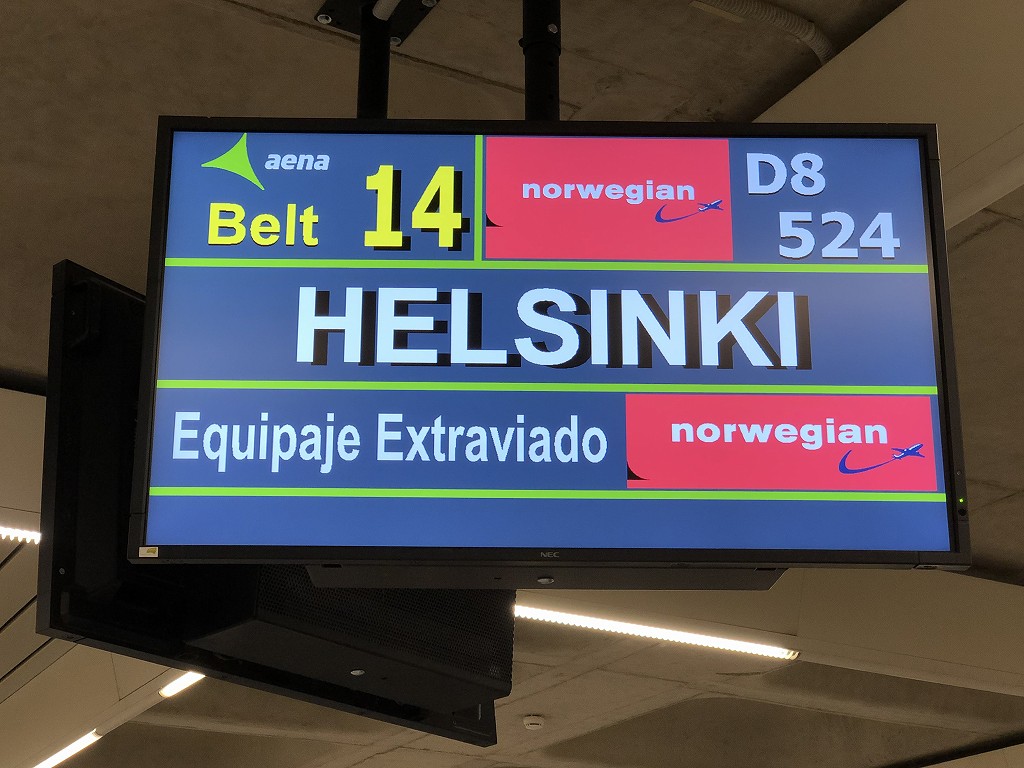 aena
Belt 14
norwegian
D8
524
HELSINKI
Equipaje Extraviado
norwegian
NEC